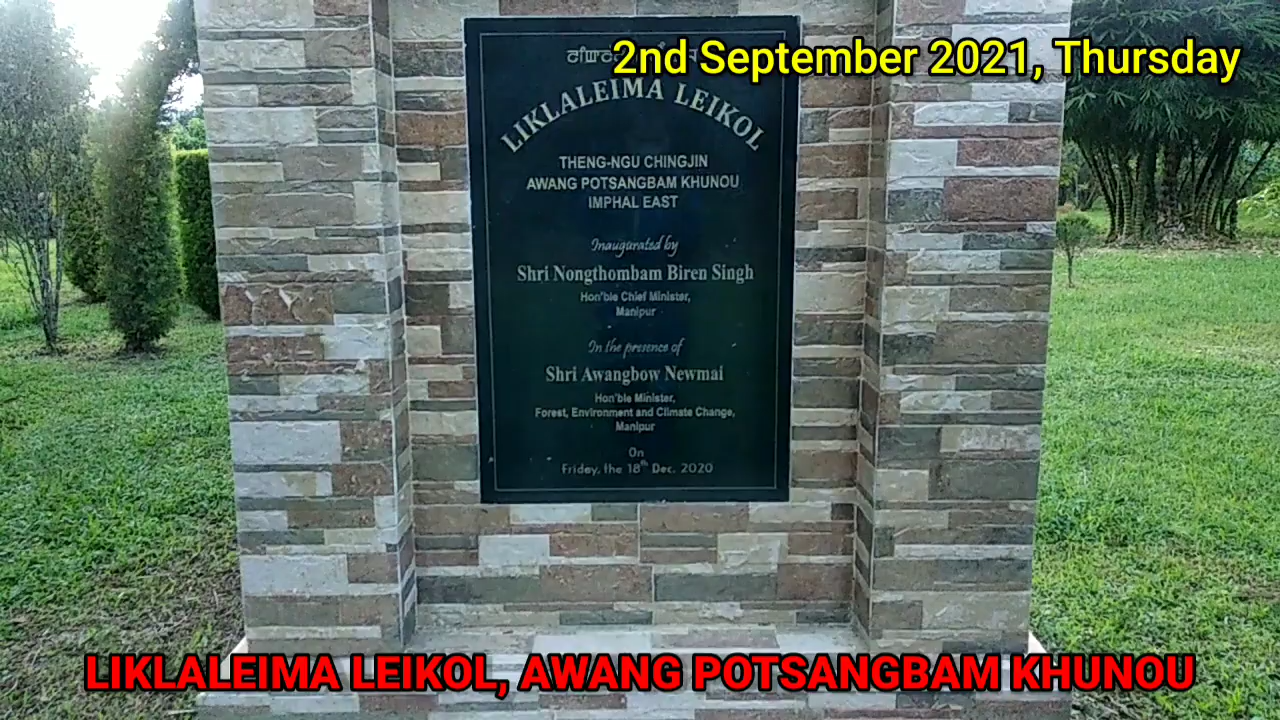 2nd September 2021, Thursday
LIKLALEIMA LEIKOL
THENG-NGU CHINGJIN
AWANG POTSANGBAM KHUNOU
IMPHAL EAST
Inaugurated by
Shri Nongthombam Biren Singh
Hon'ble Chief Minister,
Manipur
In the presence of
Shri Awangbow Newmai
Hon'ble Minister,
Forest, Environment and Climate Change,
Manipur
On
Friday, the 18th Dec. 2020
LIKLALEIMA LEIKOL, AWANG POTSANGBAM KHUNOU